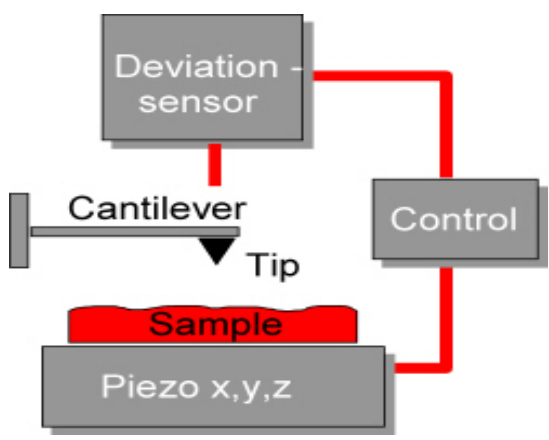 Deviation -
sensor
Cantilever
Control
Tip
Sample
Piezo x,y,z